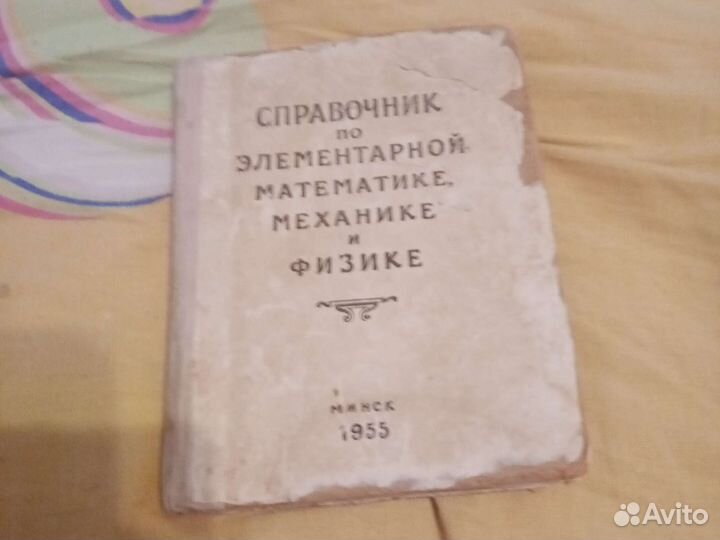 СПРАВОЧНИК
ПО
ЭЛЕМЕНТАРНОЙ
МАТЕМАТИКЕ,
МЕХАНИКЕ
И
ФИЗИКЕ
МИНСК
1955
Avito